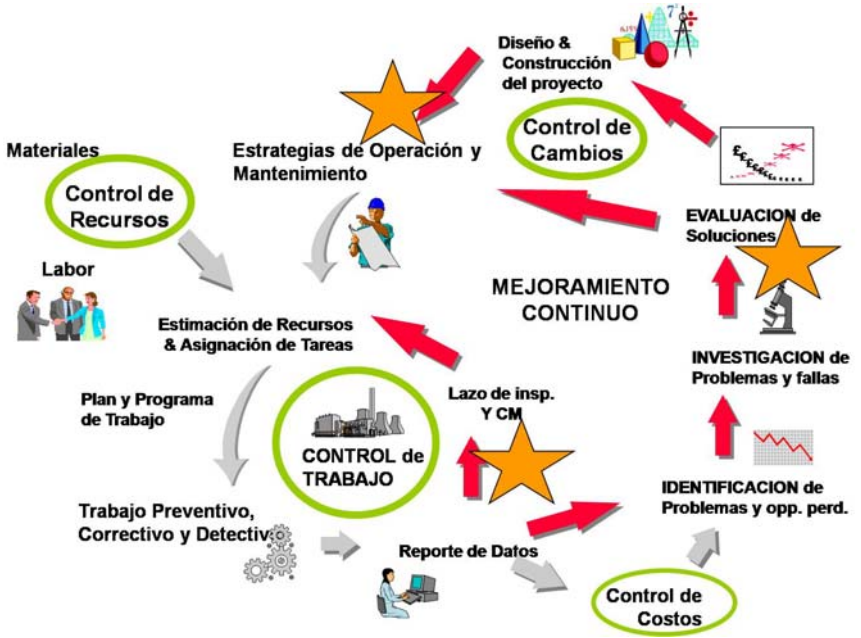 Diseño &
Construcción
del proyecto
Control de
Cambios
Estrategias de Operación y
Mantenimiento
Materiales
Control de
Recursos
Labor
EVALUACION de
Soluciones
MEJORAMIENTO
CONTINUO
Estimación de Recursos
& Asignación de Tareas
INVESTIGACION de
Problemas y fallas
Plan y Programa
de Trabajo
Lazo de insp.
Y CM
CONTROL de
TRABAJO
IDENTIFICACION de
Problemas y opp. perd.
Trabajo Preventivo,
Correctivo y Detectiv
Reporte de Datos
Control de
Costos